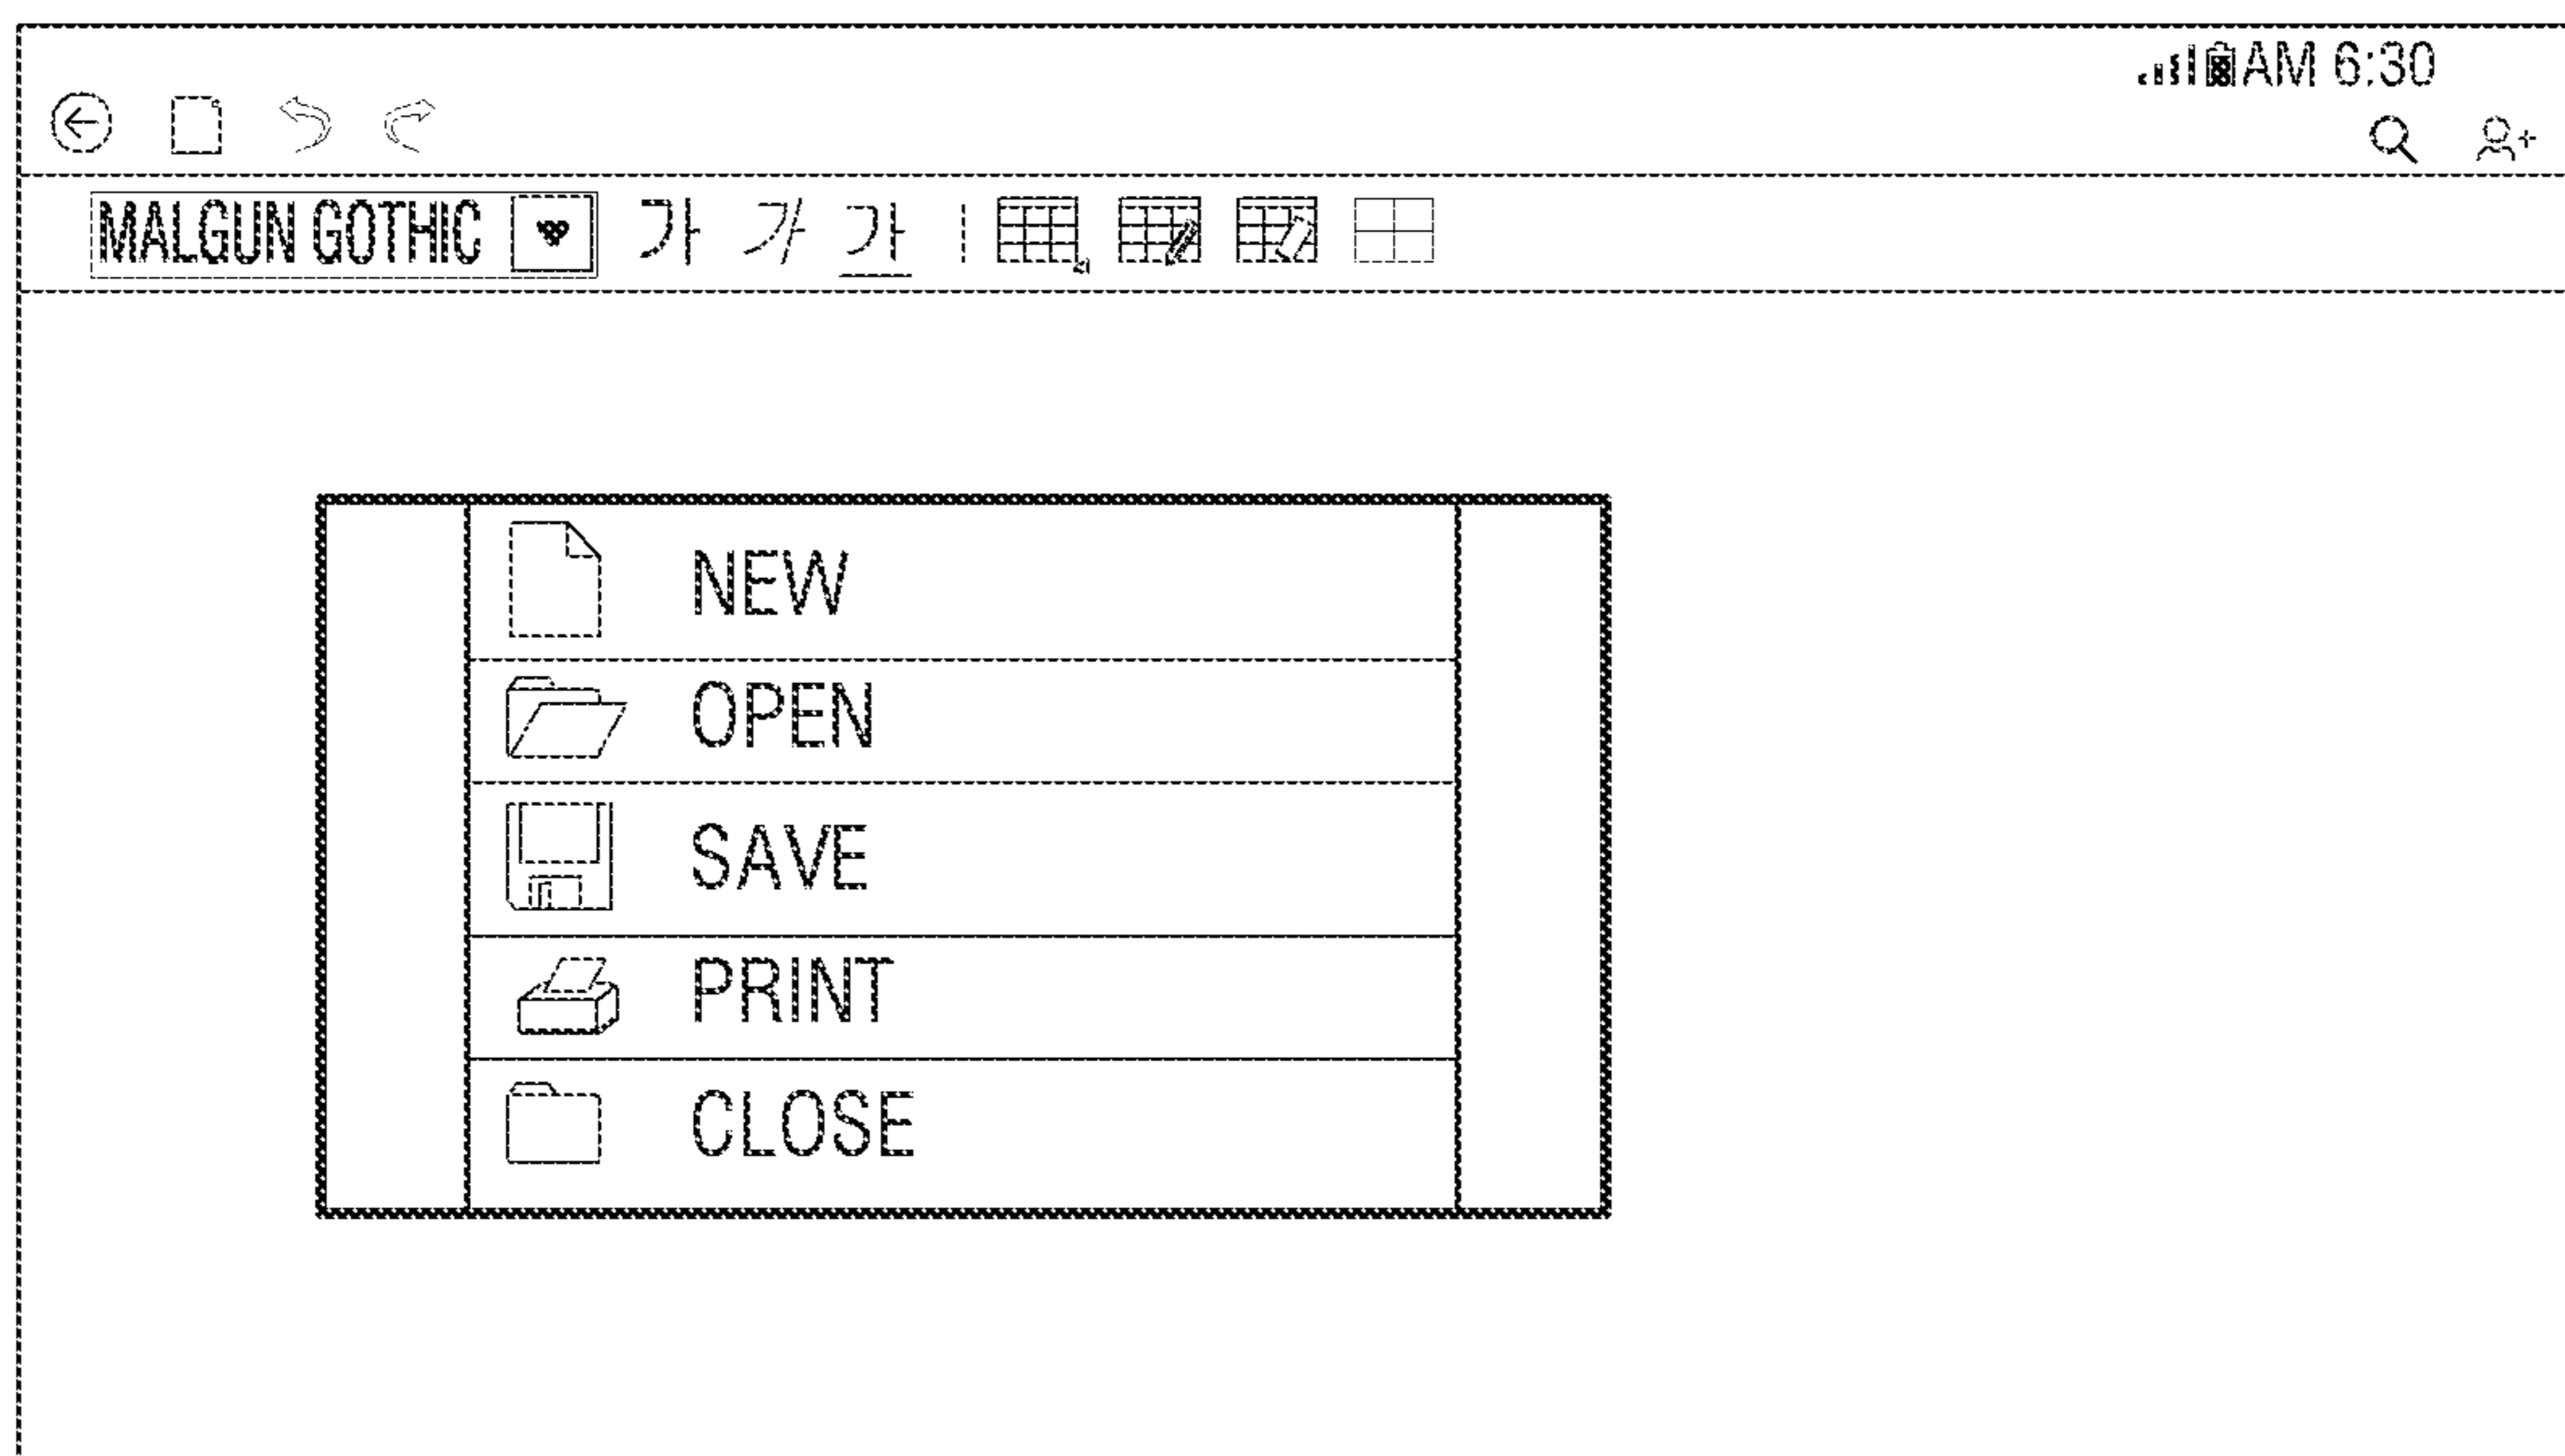 AM 6:30
MALGUN GOTHIC 가 가 가
NEW
OPEN
SAVE
PRINT
CLOSE